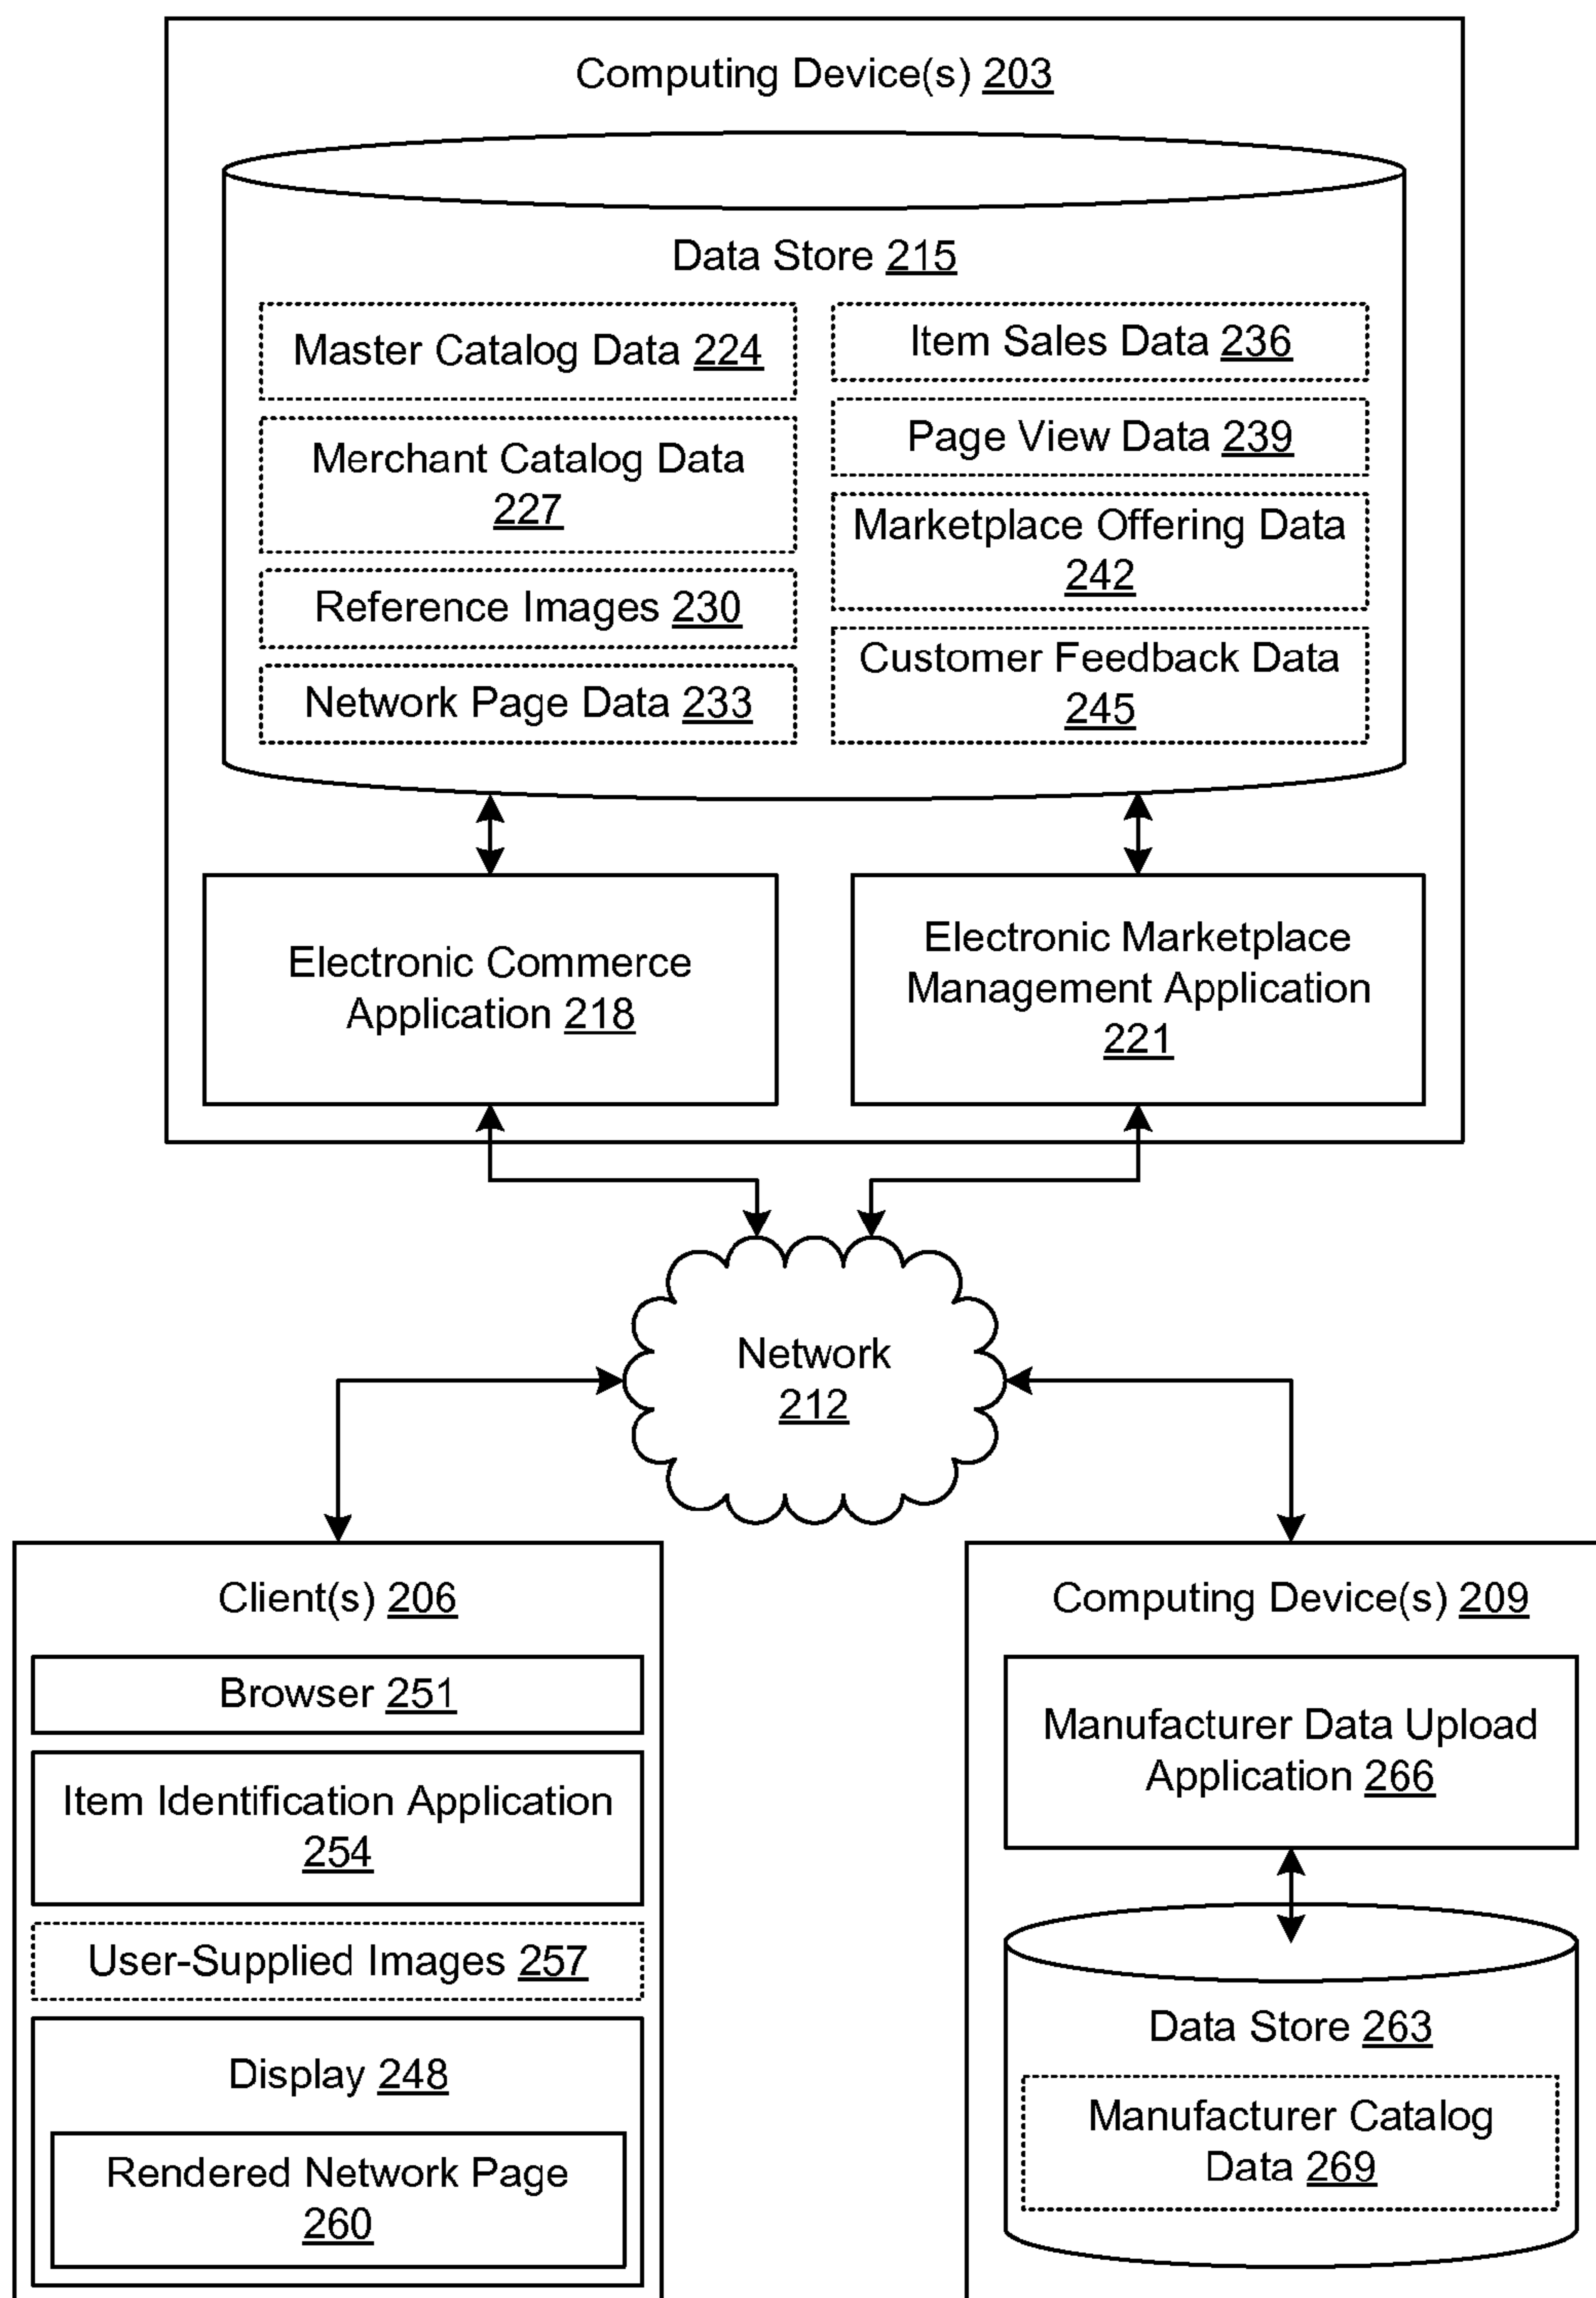 Computing Device(s) 203
Data Store 215
Master Catalog Data 224
Merchant Catalog Data
227
Reference Images 230
Network Page Data 233
Item Sales Data 236
Page View Data 239
Marketplace Offering Data
242
Customer Feedback Data
245
Electronic Commerce
Application 218
Electronic Marketplace
Management Application
221
Network
212
Client(s) 206
Browser 251
Item Identification Application
254
User-Supplied Images 257
Display 248
Rendered Network Page
260
Computing Device(s) 209
Manufacturer Data Upload
Application 266
Data Store 263
Manufacturer Catalog
Data 269